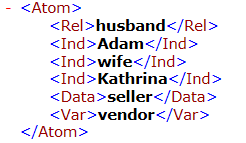 - <Atom>
<Rel>husband</Rel>
<Ind>Adam</Ind>
<Ind>wife</Ind>
<Ind>Kathrina</Ind>
<Data>seller</Data>
<Var>vendor</Var>
</Atom>